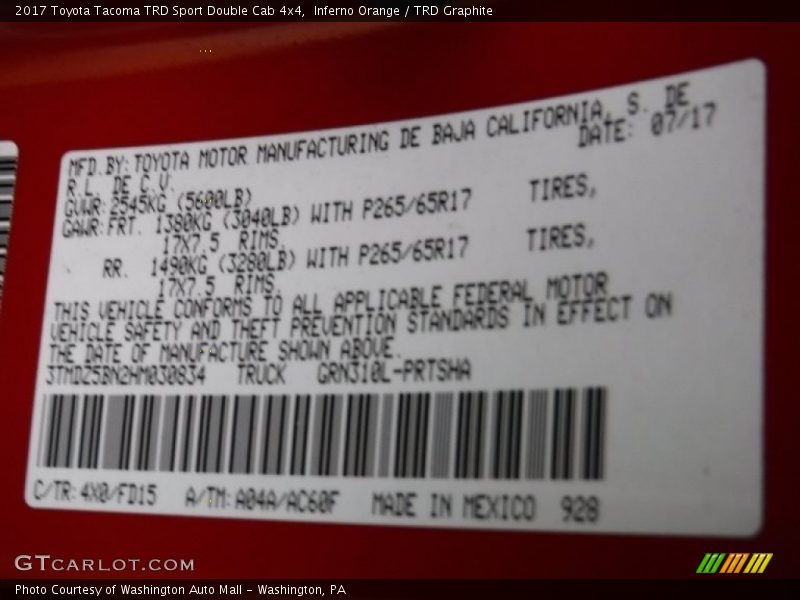 2017 Toyota Tacoma TRD Sport Double Cab 4x4,  Inferno Orange / TRD Graphite
MFD.BY: TOYOTA MOTOR MANUFACTURING DE BAJA CALIFORNIA, S. DE
R.L. DE C.V. DATE: 07/17
GVWR: 2545KG (5600LB)
GAWR: FRT. 1380KG (3040LB) WITH P265/65R17 TIRES,
17X7.5 RIMS,
RR. 1490KG (3280LB) WITH P265/65R17 TIRES,
17X7.5 RIMS,
THIS VEHICLE CONFORMS TO ALL APPLICABLE FEDERAL MOTOR
VEHICLE SAFETY AND THEFT PREVENTION STANDARDS IN EFFECT ON
THE DATE OF MANUFACTURE SHOWN ABOVE.
3TMDZ5BN2HM030834 TRUCK GRN310L-PRTSHA
C/TR: 4X0/FD15 A/TM: A04A/AC60F MADE IN MEXICO 928
GTCARLOT.COM
Photo Courtesy of Washington Auto Mall - Washington, PA